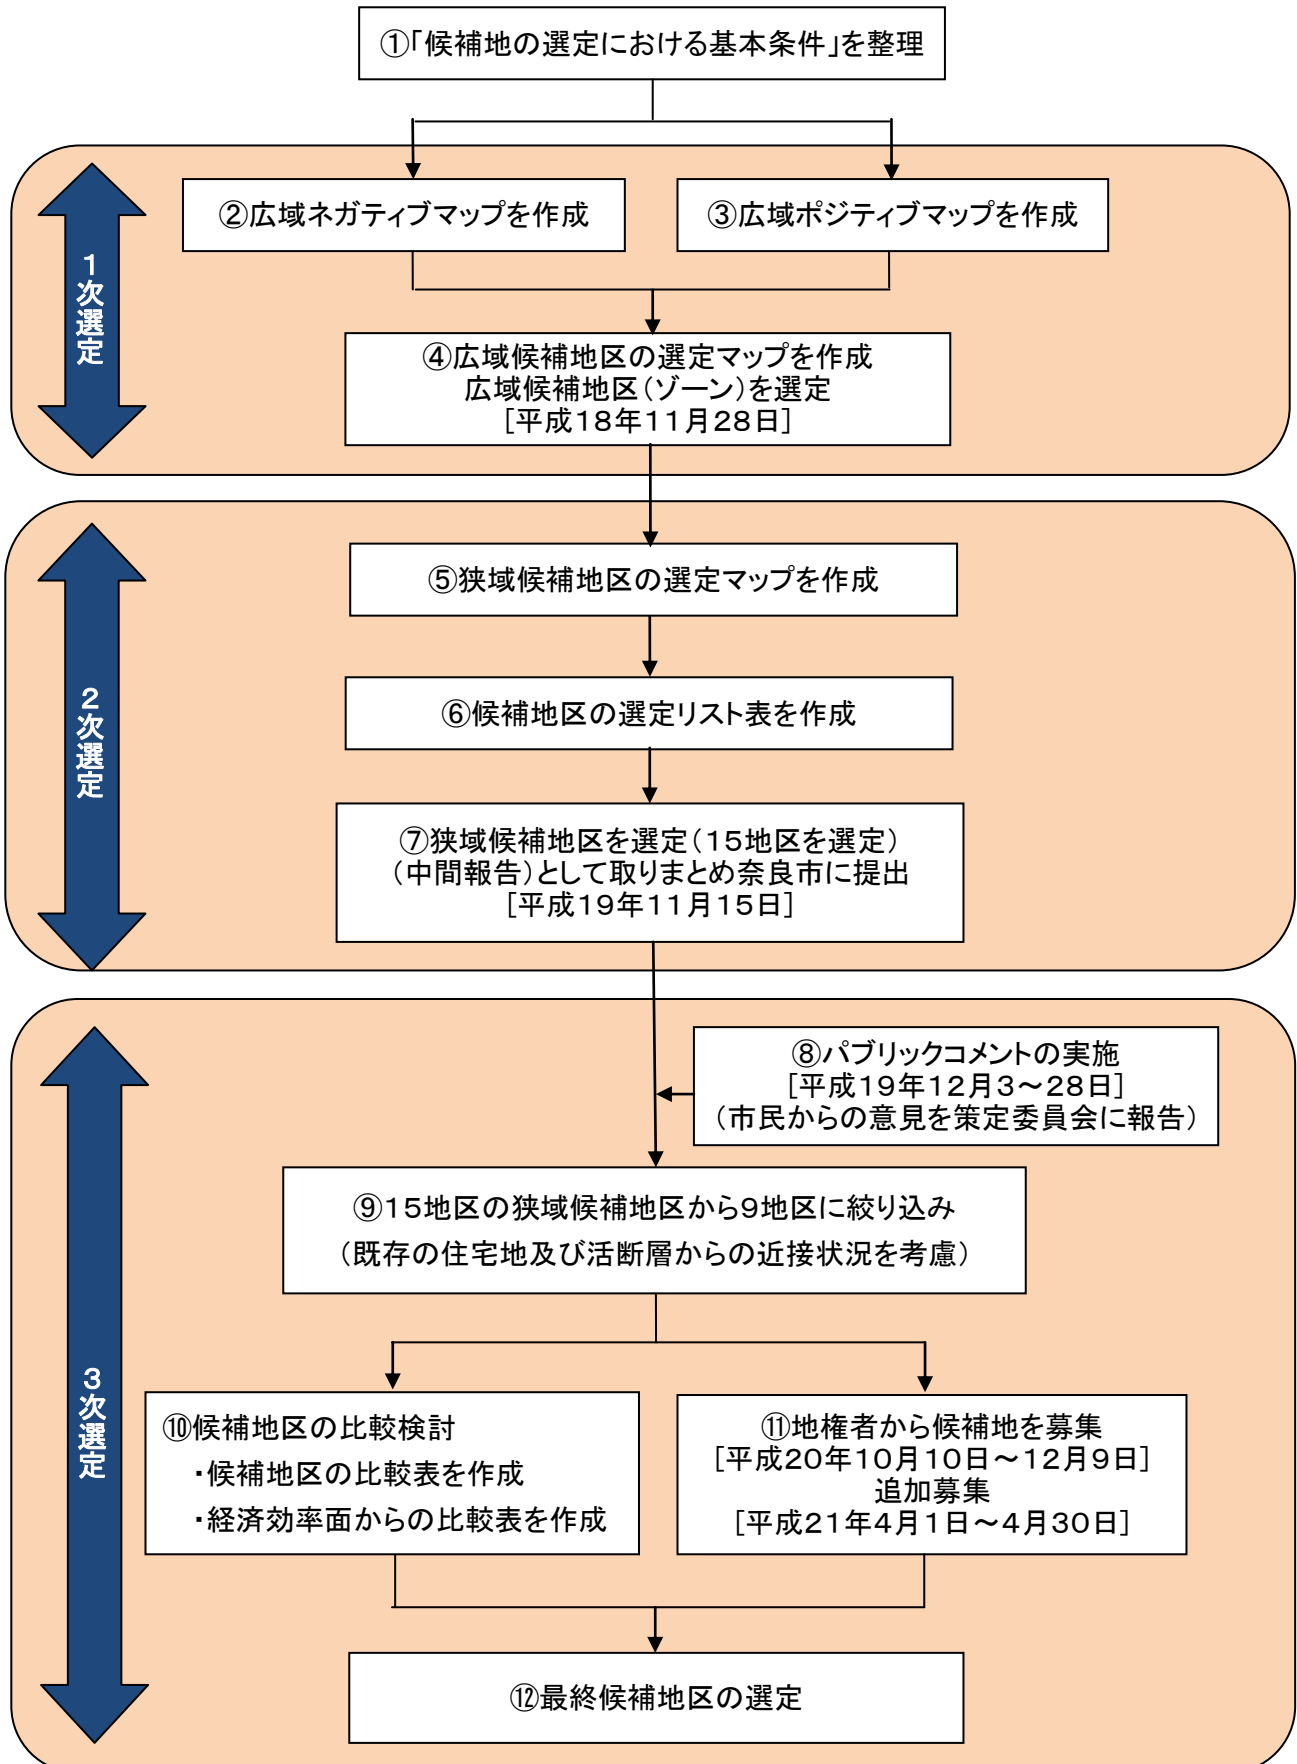 ①「候補地の選定における基本条件」を整理
1次選定
②広域ネガティブマップを作成
③広域ポジティブマップを作成
④広域候補地区の選定マップを作成
広域候補地区（ゾーン）を選定
［平成１８年１１月２８日］
2次選定
⑤狭域候補地区の選定マップを作成
⑥候補地区の選定リスト表を作成
⑦狭域候補地区を選定（１５地区を選定）
（中間報告）として取りまとめ奈良市に提出
［平成１９年１１月１５日］
3次選定
⑧パブリックコメントの実施
［平成１９年１２月３～２８日］
（市民からの意見を策定委員会に報告）
⑨１５地区の狭域候補地区から９地区に絞り込み
（既存の住宅地及び活断層からの近接状況を考慮）
⑩候補地区の比較検討
・候補地区の比較表を作成
・経済効率面からの比較表を作成
⑪地権者から候補地を募集
［平成２０年１０月１０日～１２月９日］
追加募集
［平成２１年４月１日～４月３０日］
⑫最終候補地区の選定